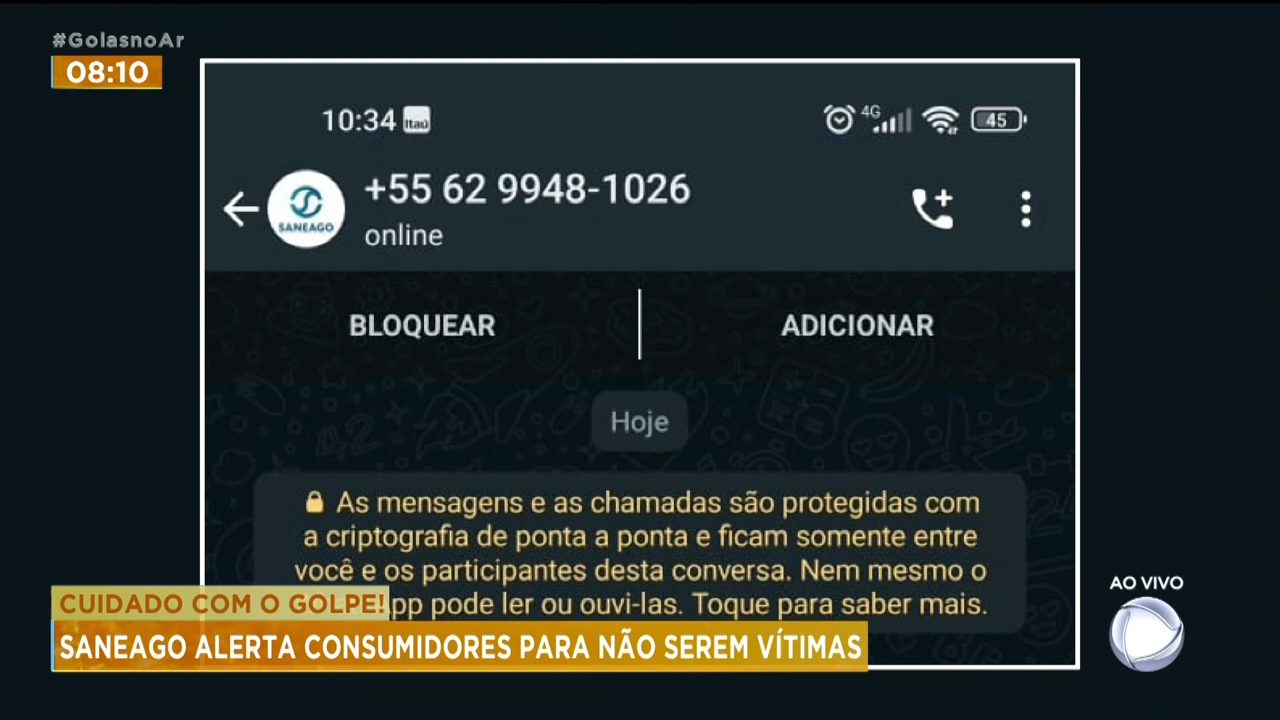 #GoiasnoAr
08:10
10:34 Itaú
4G
45
SANEAGO
+55 62 9948-1026
online
BLOQUEAR
ADICIONAR
Hoje
As mensagens e as chamadas são protegidas com
a criptografia de ponta a ponta e ficam somente entre
você e os participantes desta conversa. Nem mesmo o
pp pode ler ou ouvi-las. Toque para saber mais.
CUIDADO COM O GOLPE!
SANEAGO ALERTA CONSUMIDORES PARA NÃO SEREM VÍTIMAS
AO VIVO